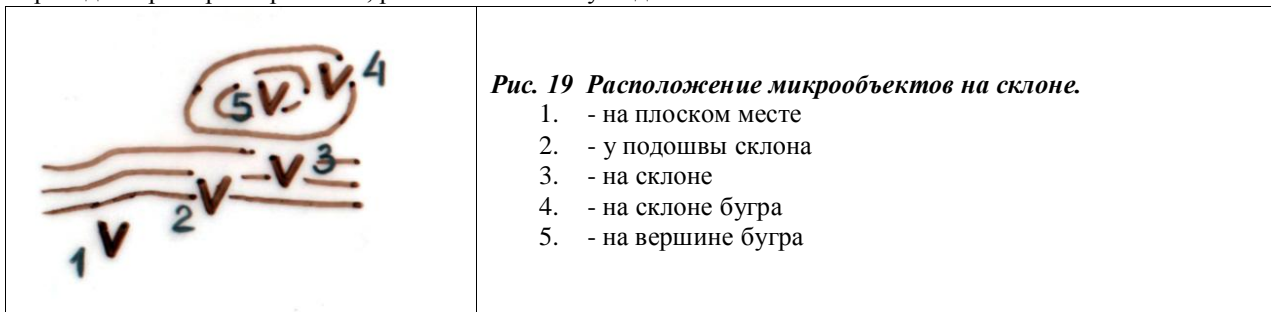 5 V V 4
V 3
2 V
1 V
Рис. 19 Расположение микрообъектов на склоне.
1. - на плоском месте
2. - у подошвы склона
3. - на склоне
4. - на склоне бугра
5. - на вершине бугра